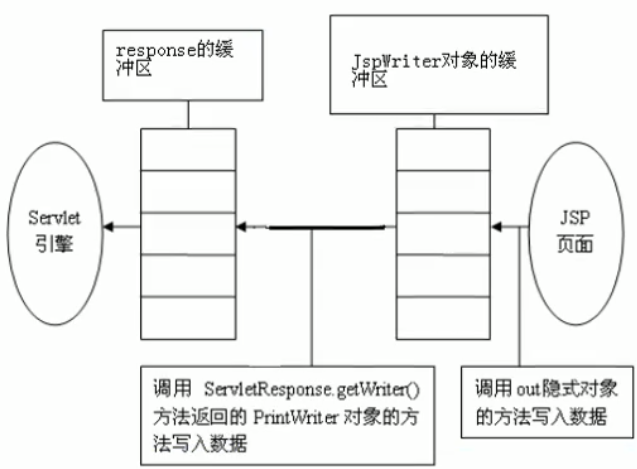 response的缓
冲区
JspWriter对象的缓
冲区
Servlet
引擎
JSP
页面
调用 ServletResponse.getWriter()
方法返回的 PrintWriter 对象的方
法写入数据
调用 out隐式对象
的方法写入数据